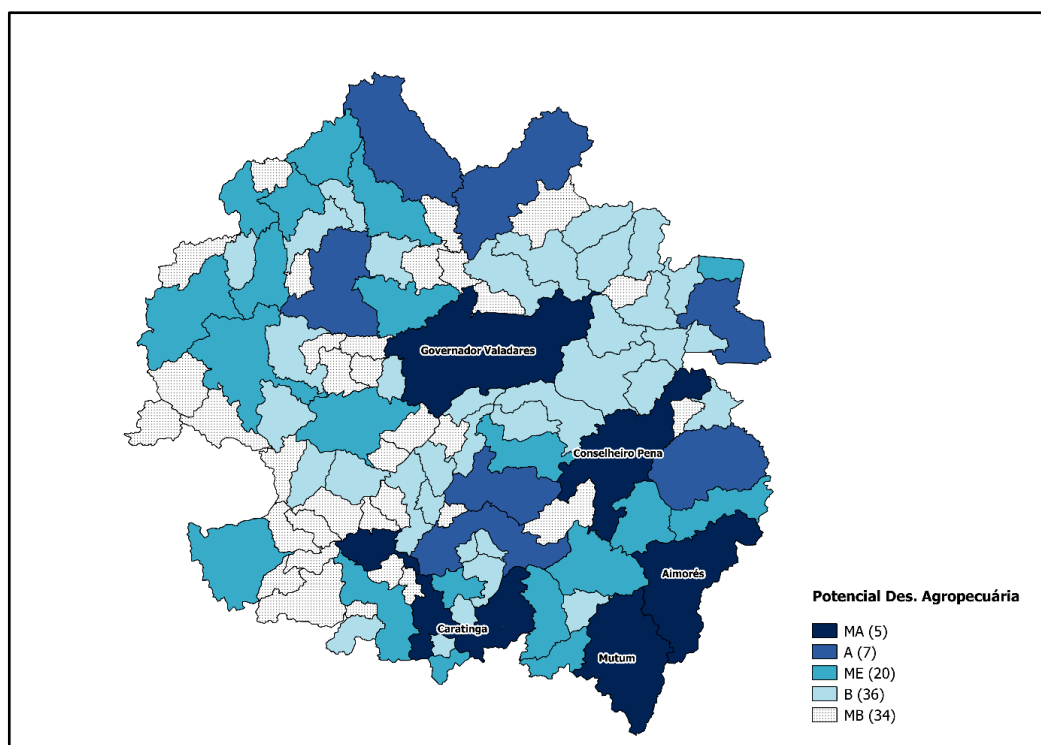 Governador Valadares
Conselheiro Pena
Aimorés
Caratinga
Mutum
Potencial Des. Agropecuária
MA (5)
A (7)
ME (20)
B (36)
MB (34)